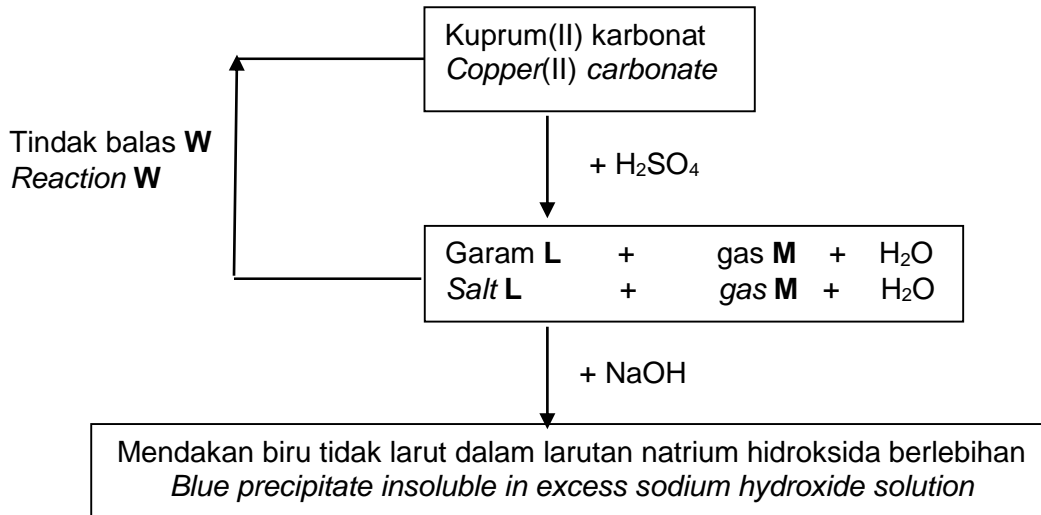 Kuprum(II) karbonat
Copper(II) carbonate
Tindak balas W
Reaction W
+ H₂SO₄
Garam L + gas M + H₂O
Salt L + gas M + H₂O
+ NaOH
Mendakan biru tidak larut dalam larutan natrium hidroksida berlebihan
Blue precipitate insoluble in excess sodium hydroxide solution